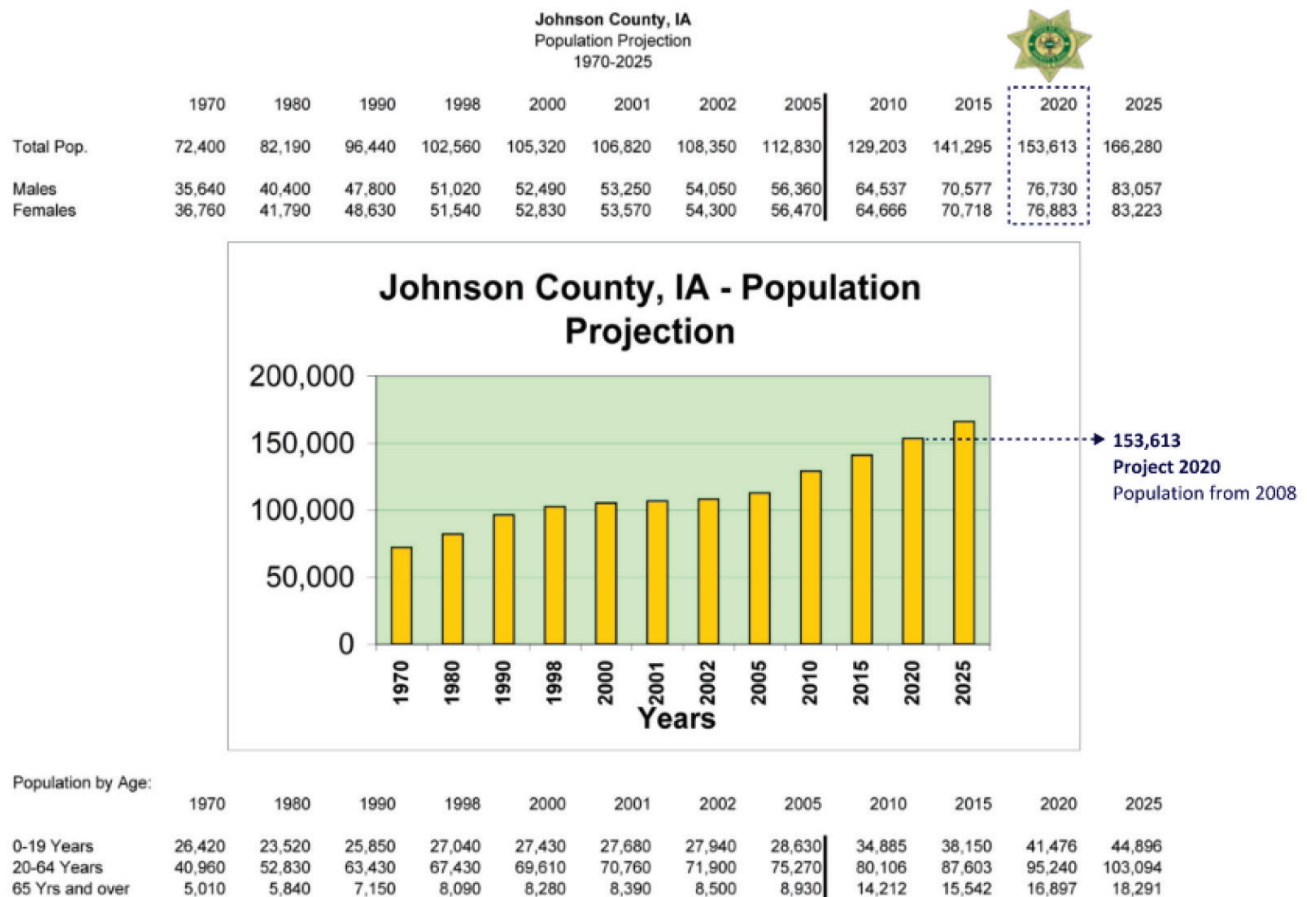 Johnson County, IA
Population Projection
1970-2025
1970 1980 1990 1998 2000 2001 2002 2005 2010 2015 2020 2025
Total Pop. 72,400 82,190 96,440 102,560 105,320 106,820 108,350 112,830 129,203 141,295 153,613 166,280
Males 35,640 40,400 47,800 51,020 52,490 53,250 54,050 56,360 64,537 70,577 76,730 83,057
Females 36,760 41,790 48,630 51,540 52,830 53,570 54,300 56,470 64,666 70,718 76,883 83,223
Johnson County, IA - Population
Projection
200,000
150,000
100,000
50,000
0
1970 1980 1990 1998 2000 2001 2002 2005 2010 2015 2020 2025
Years
153,613
Project 2020
Population from 2008
Population by Age:
1970 1980 1990 1998 2000 2001 2002 2005 2010 2015 2020 2025
0-19 Years 26,420 23,520 25,850 27,040 27,430 27,680 27,940 28,630 34,885 38,150 41,476 44,896
20-64 Years 40,960 52,830 63,430 67,430 69,610 70,760 71,900 75,270 80,106 87,603 95,240 103,094
65 Yrs and over 5,010 5,840 7,150 8,090 8,280 8,390 8,500 8,930 14,212 15,542 16,897 18,291